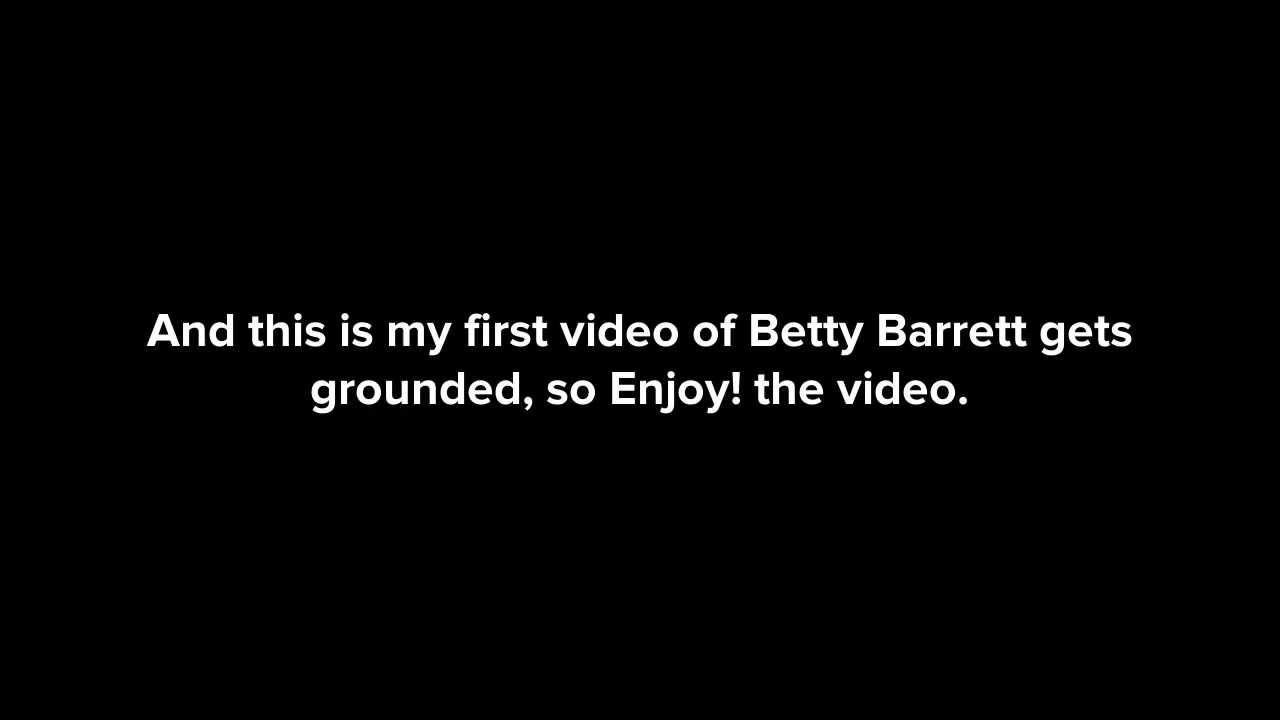 And this is my first video of Betty Barrett gets
grounded, so Enjoy! the video.